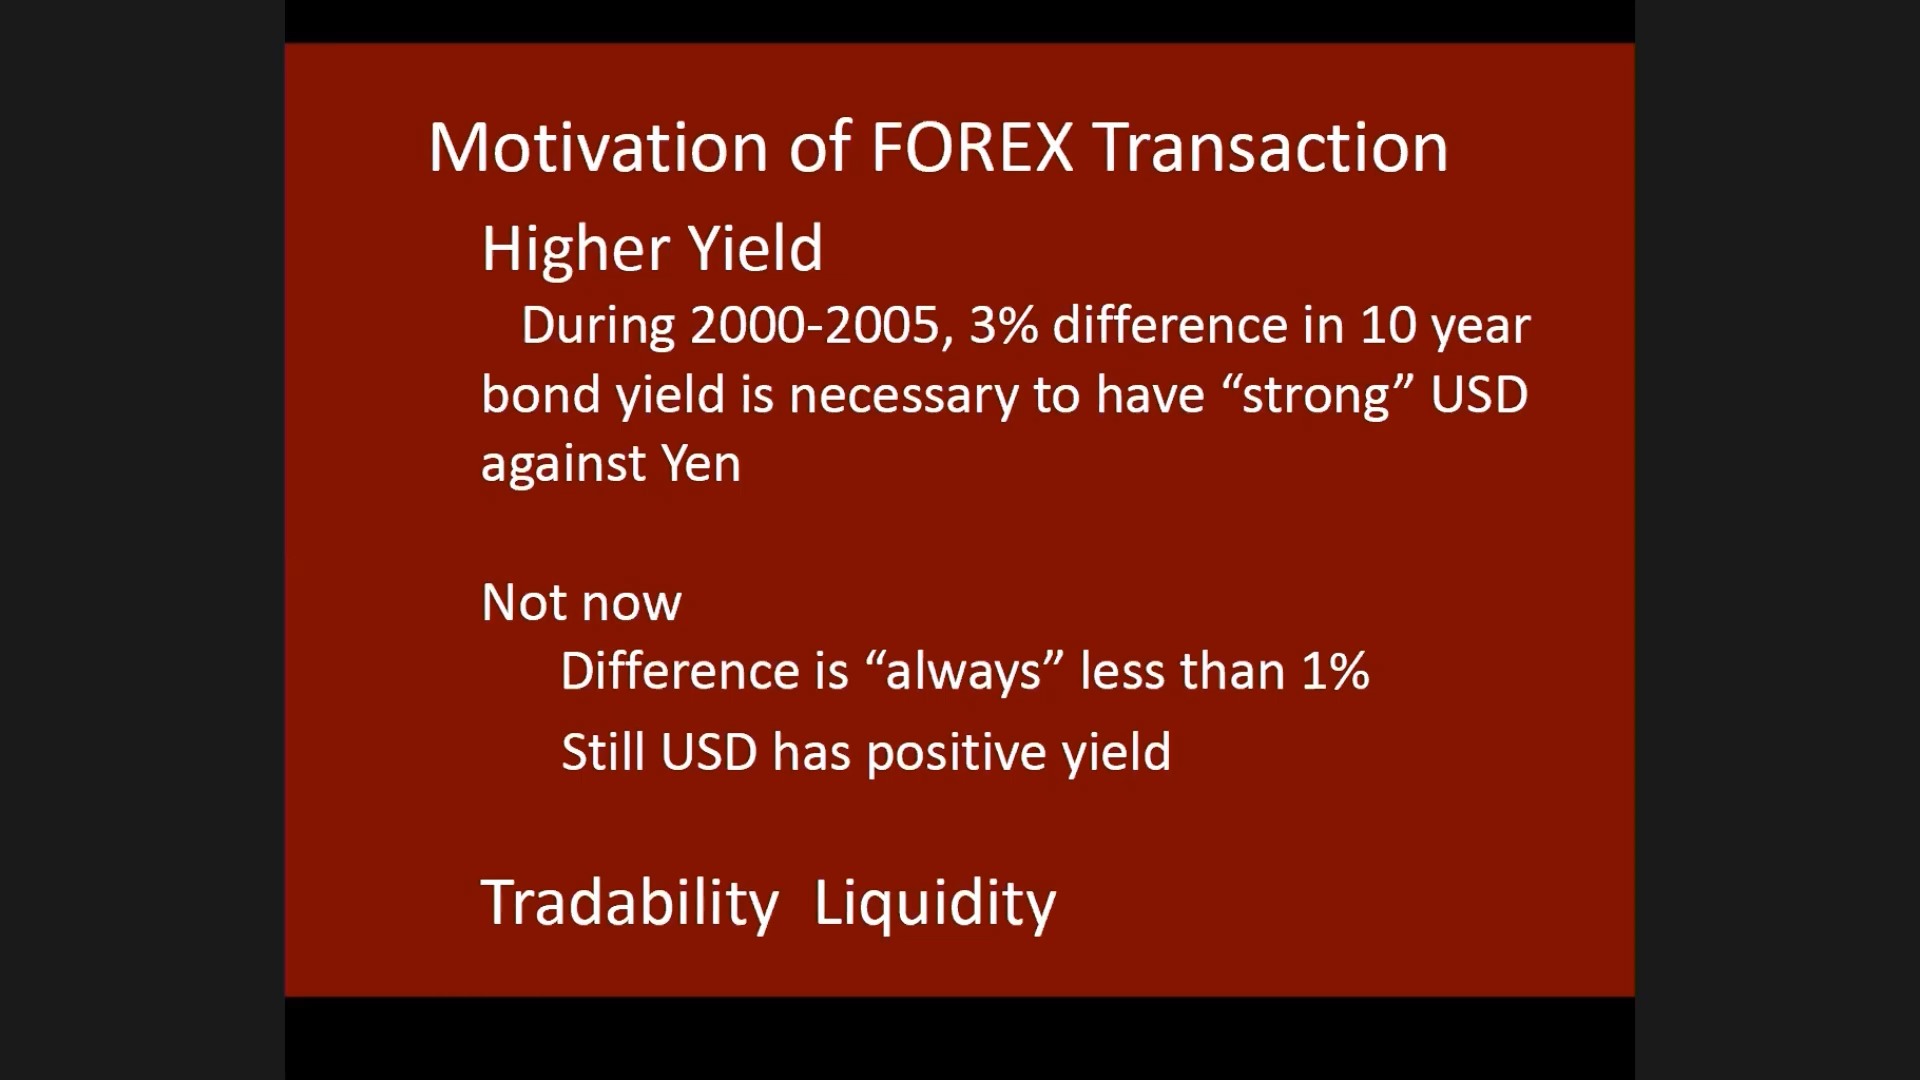 Motivation of FOREX Transaction
Higher Yield
During 2000-2005, 3% difference in 10 year
bond yield is necessary to have “strong” USD
against Yen
Not now
Difference is “always” less than 1%
Still USD has positive yield
Tradability  Liquidity